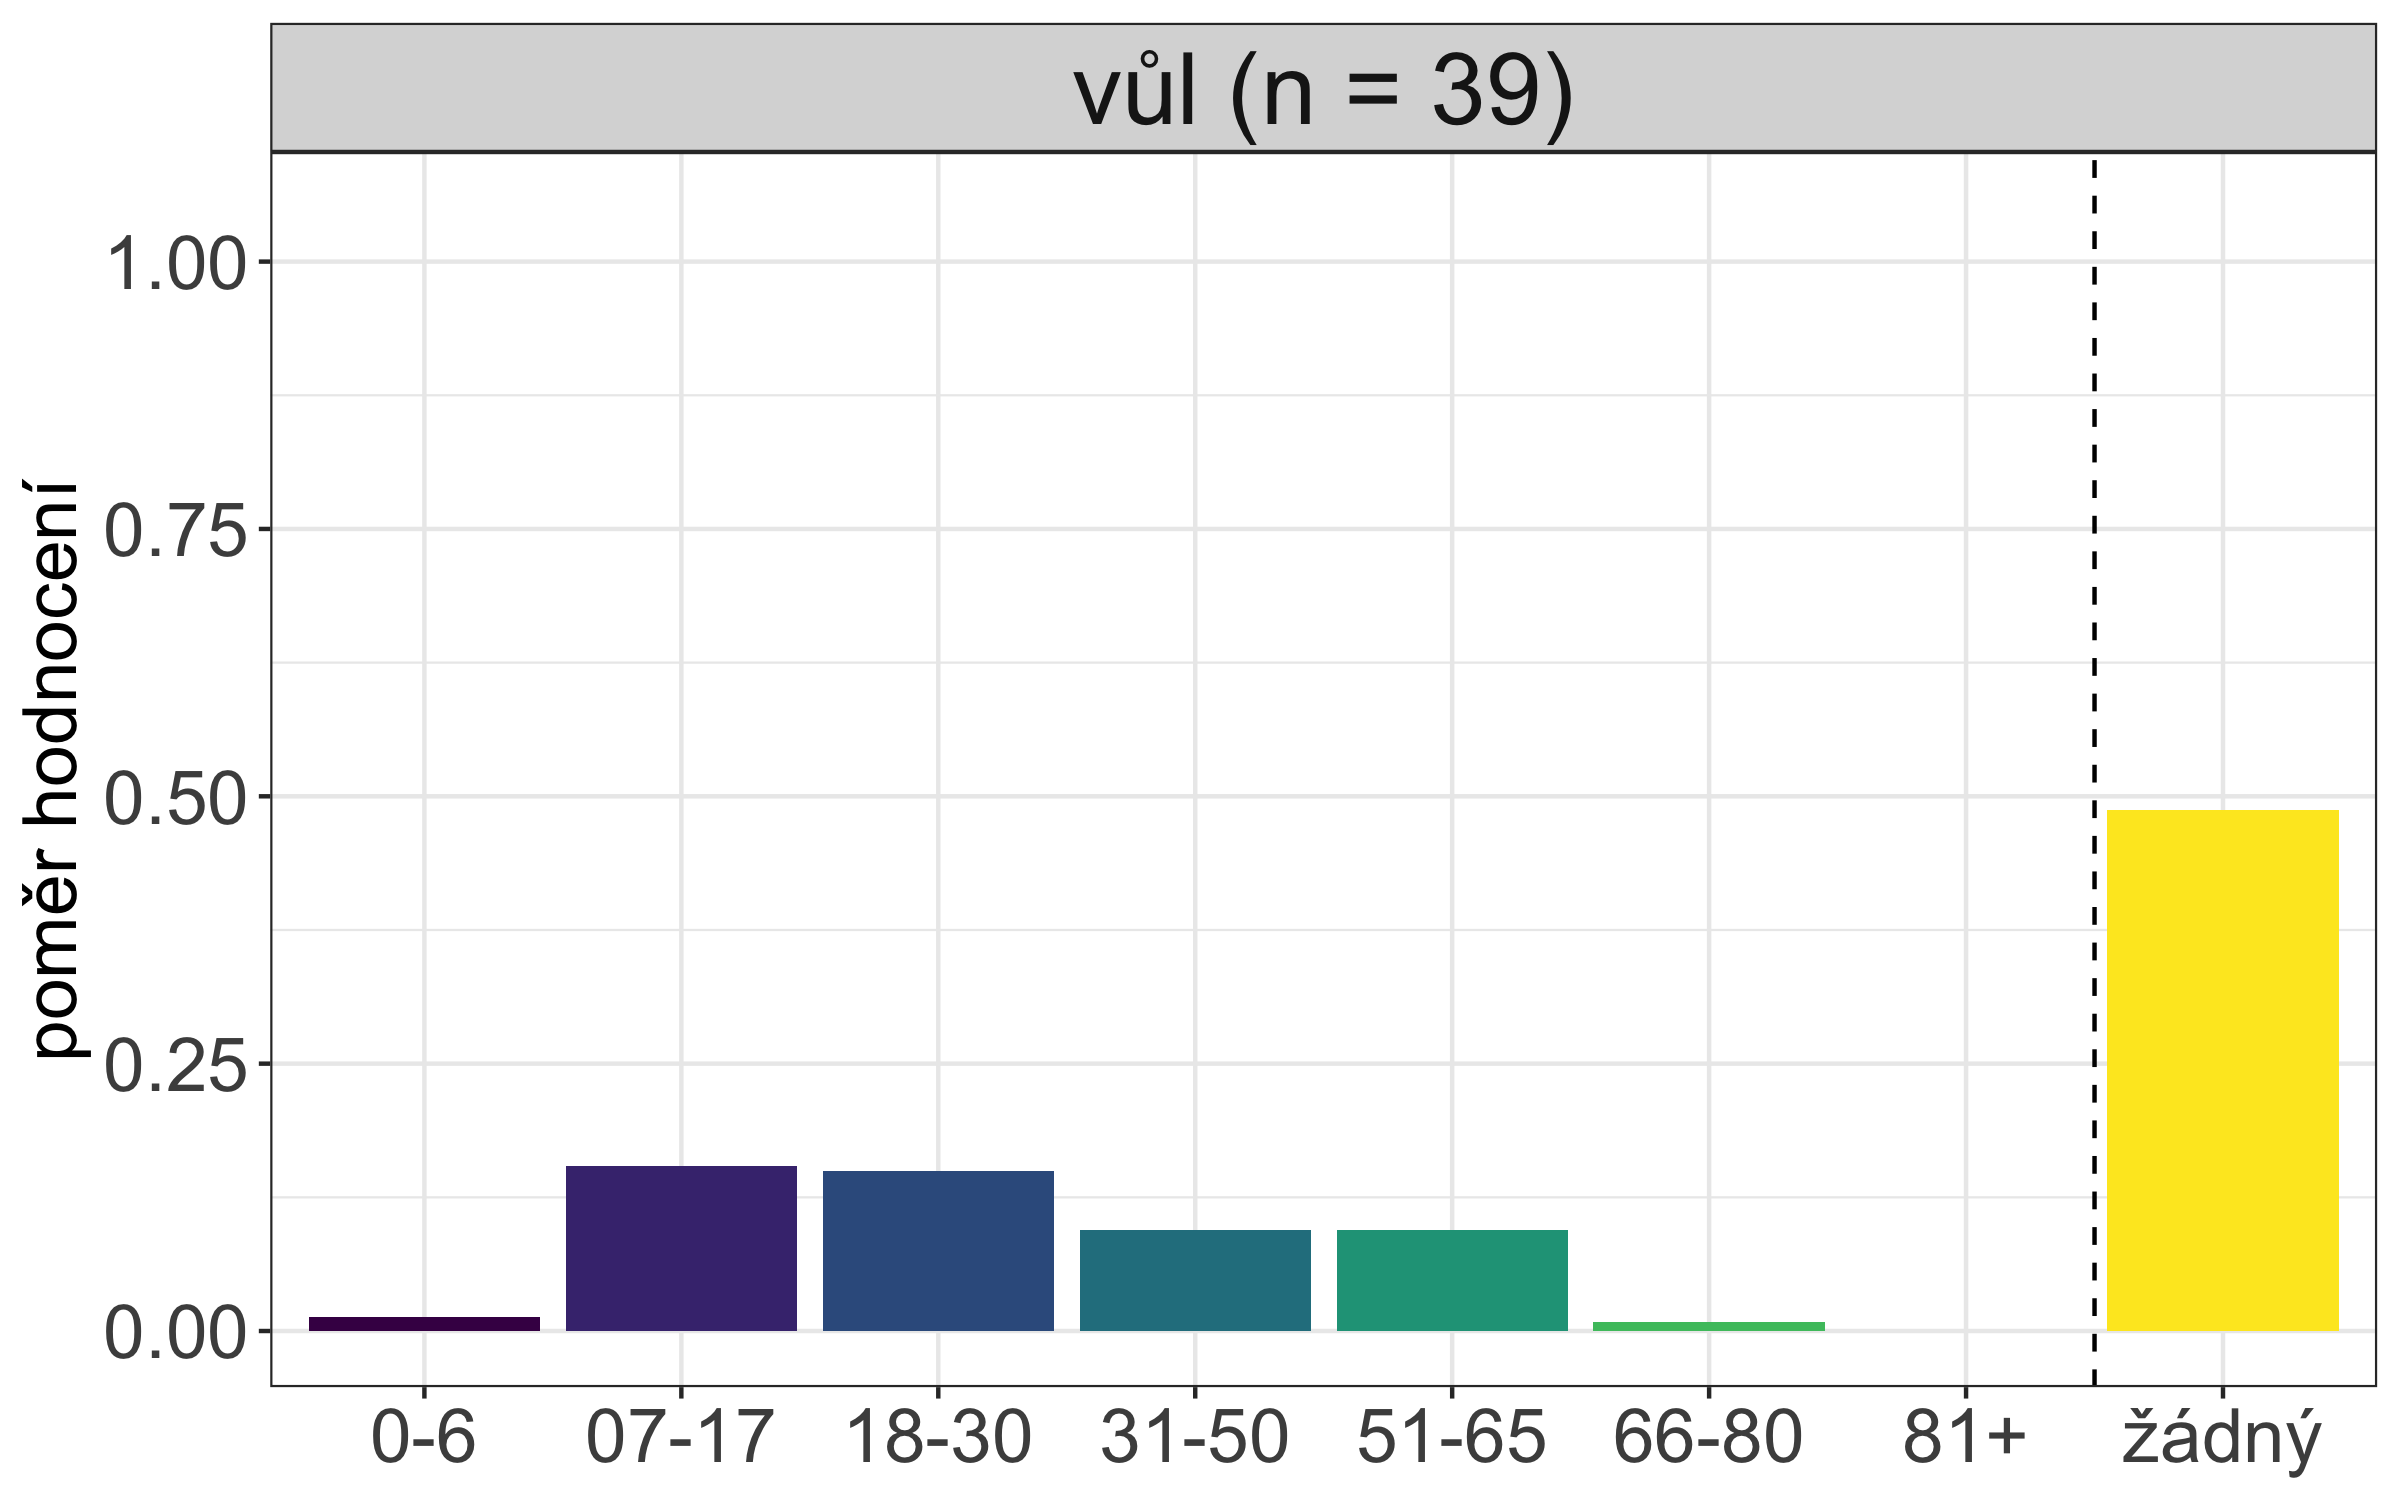 vůl (n = 39)
poměr hodnocení
1.00
0.75
0.50
0.25
0.00
0-6 07-17 18-30 31-50 51-65 66-80 81+ žádný